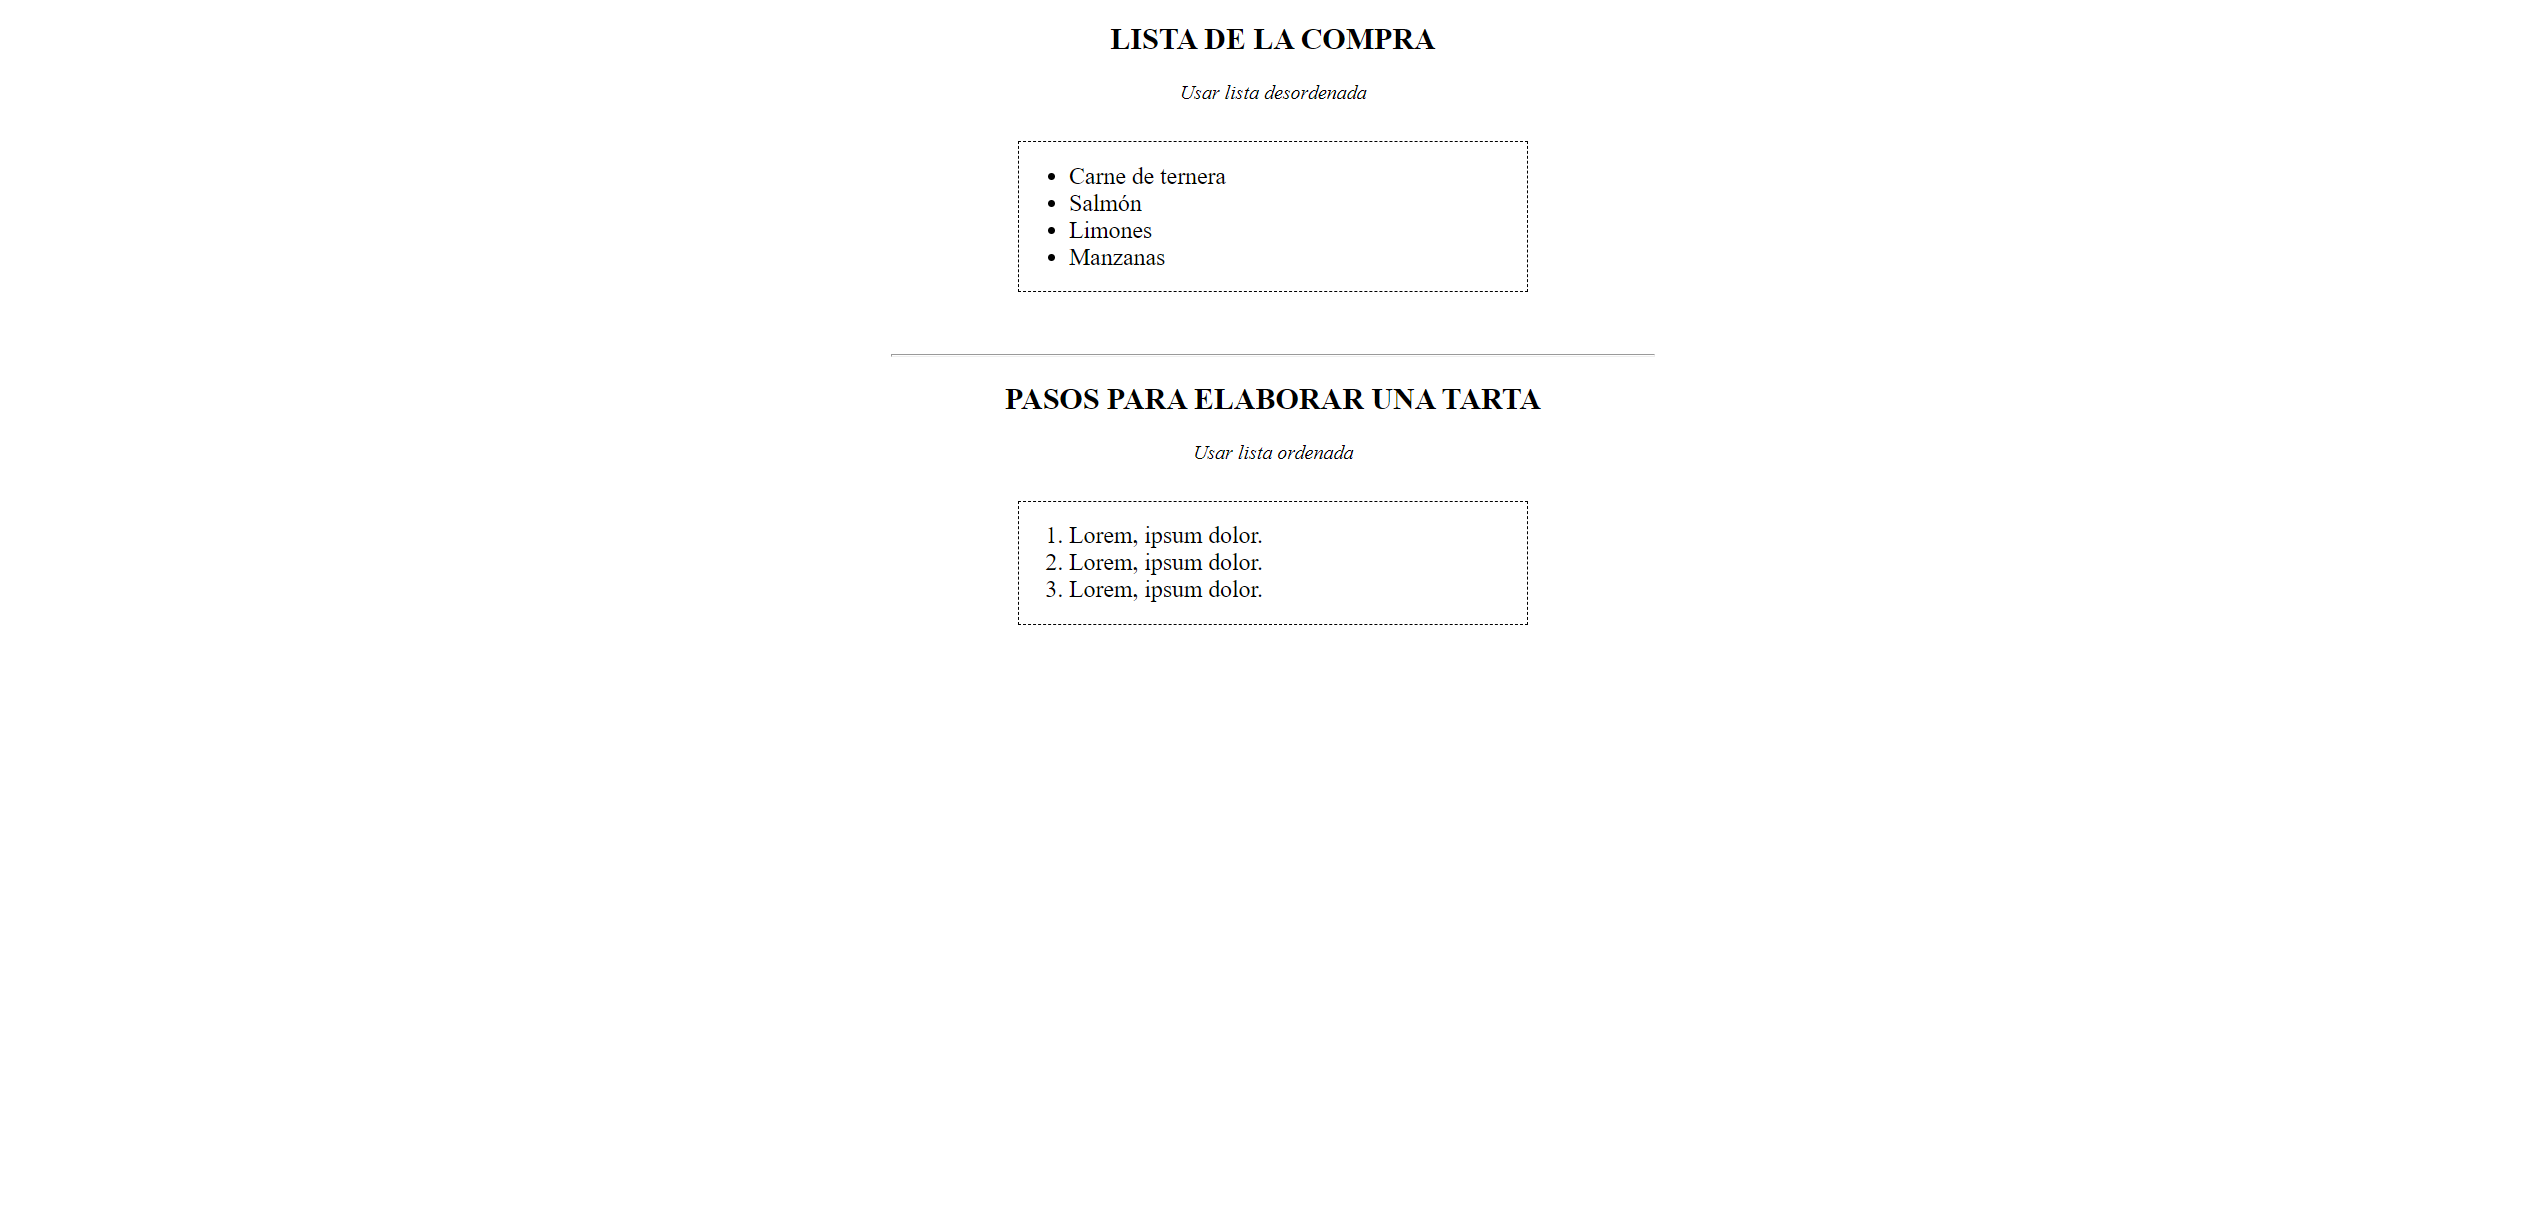 LISTA DE LA COMPRA
Usar lista desordenada
• Carne de ternera
• Salmón
• Limones
• Manzanas
PASOS PARA ELABORAR UNA TARTA
Usar lista ordenada
1. Lorem, ipsum dolor.
2. Lorem, ipsum dolor.
3. Lorem, ipsum dolor.